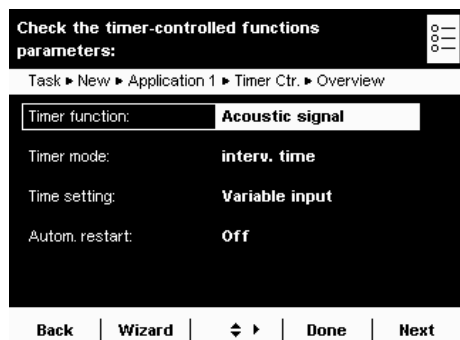 Check the timer-controlled functions
parameters:
Task ▸ New ▸ Application 1 ▸ Timer Ctr. ▸ Overview
Timer function: Acoustic signal
Timer mode: interv. time
Time setting: Variable input
Autom. restart: Off
Back Wizard Done Next